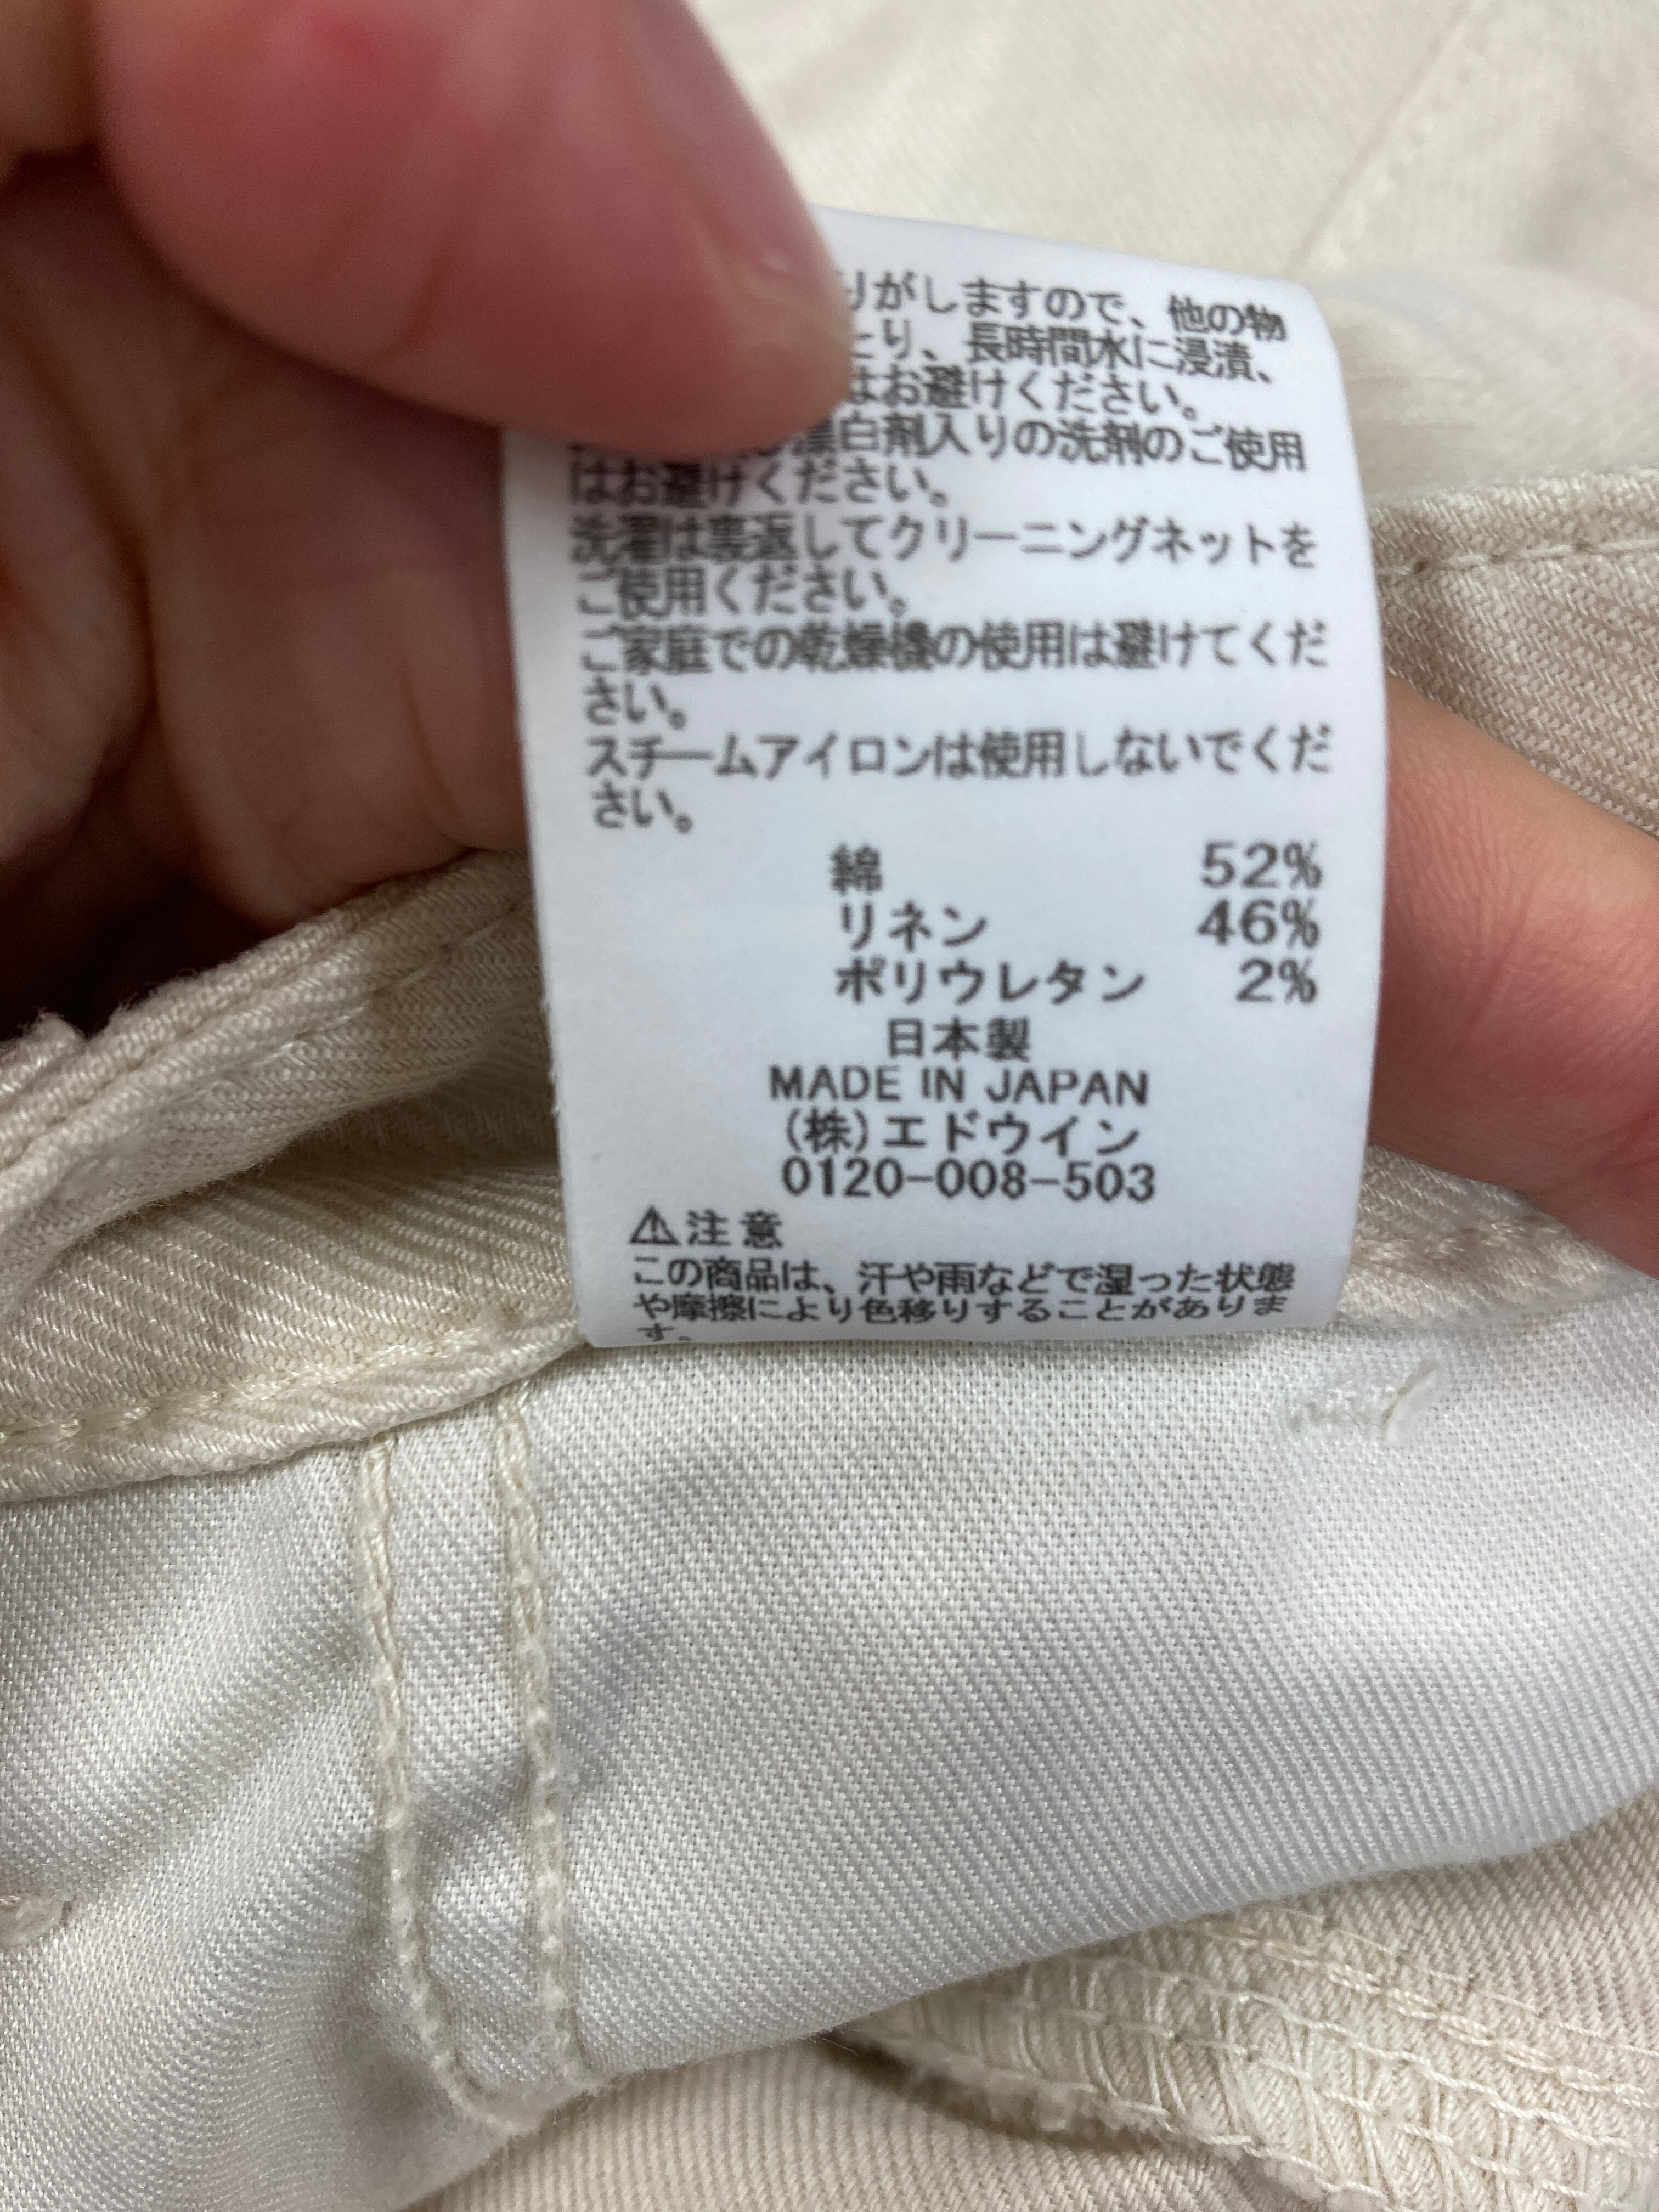 がしますので、他の物
とり、長時間水に浸漬、
はお避けください。
漂白剤入りの洗剤のご使用
はお避けください。
洗濯は裏返してクリーニングネットを
ご使用ください。
ご家庭での乾燥機の使用は避けてくだ
さい。
スチームアイロンは使用しないでくだ
さい。
綿 52%
リネン 46%
ポリウレタン 2%
日本製
MADE IN JAPAN
(株)エドウイン
0120-008-503
⚠注意
この商品は、汗や雨などで湿った状態
や摩擦により色移りすることがありま
す。